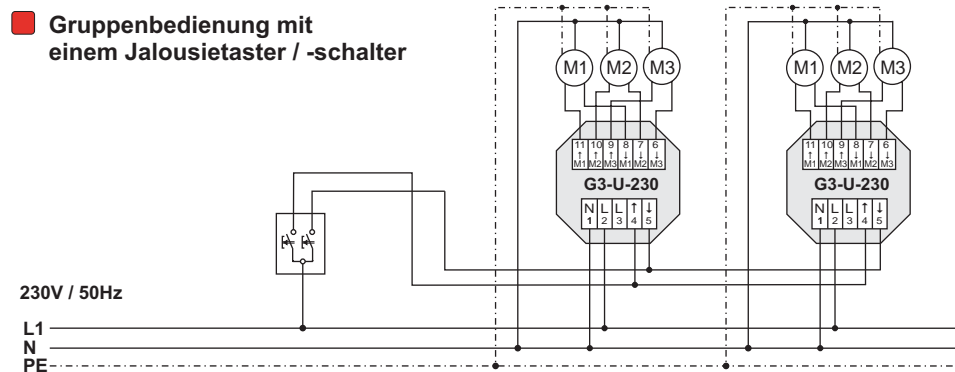 Gruppenbedienung mit
einem Jalousietaster / -schalter
M1 M2 M3
M1 M2 M3
11 10 9 8 7 6
↑ ↑ ↑ ↓ ↓ ↓
M1 M2 M3 M1 M2 M3
G3-U-230
N L L ↑ ↓
1 2 3 4 5
11 10 9 8 7 6
↑ ↑ ↑ ↓ ↓ ↓
M1 M2 M3 M1 M2 M3
G3-U-230
N L L ↑ ↓
1 2 3 4 5
230V / 50Hz
L1
N
PE